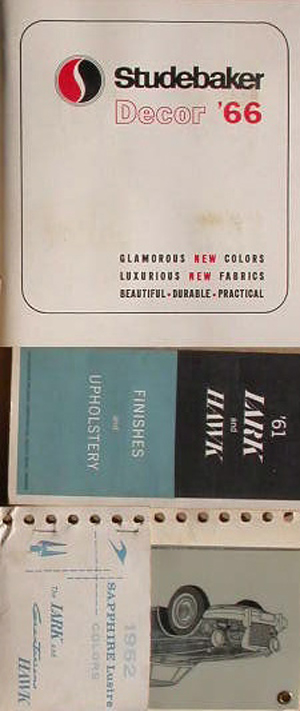 Studebaker
Decor '66
GLAMOROUS NEW COLORS
LUXURIOUS NEW FABRICS
BEAUTIFUL • DURABLE • PRACTICAL
'61
LARK
and
HAWK
FINISHES
and
UPHOLSTERY
1962
SAPPHIRE Lustre
COLORS
The LARK and
HAWK